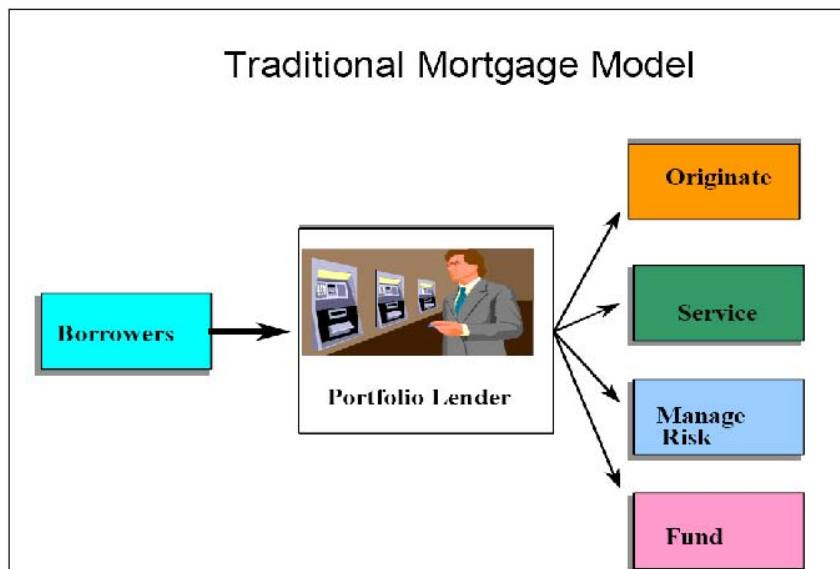 Traditional Mortgage Model
Originate
Borrowers
Portfolio Lender
Service
Manage
Risk
Fund